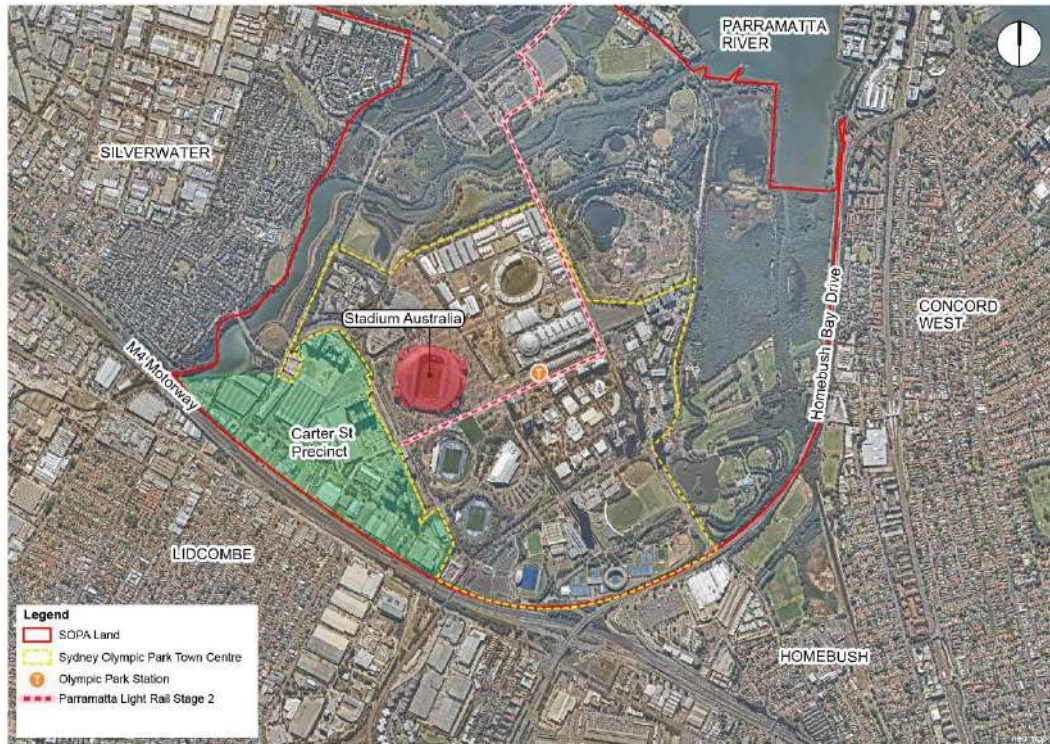 PARRAMATTA
RIVER
SILVERWATER
Stadium Australia
CONCORD
WEST
Homebush Bay Drive
M4 Motorway
T
Carter St
Precinct
LIDCOMBE
HOMEBUSH
Legend
SOPA Land
Sydney Olympic Park Town Centre
T Olympic Park Station
Parramatta Light Rail Stage 2